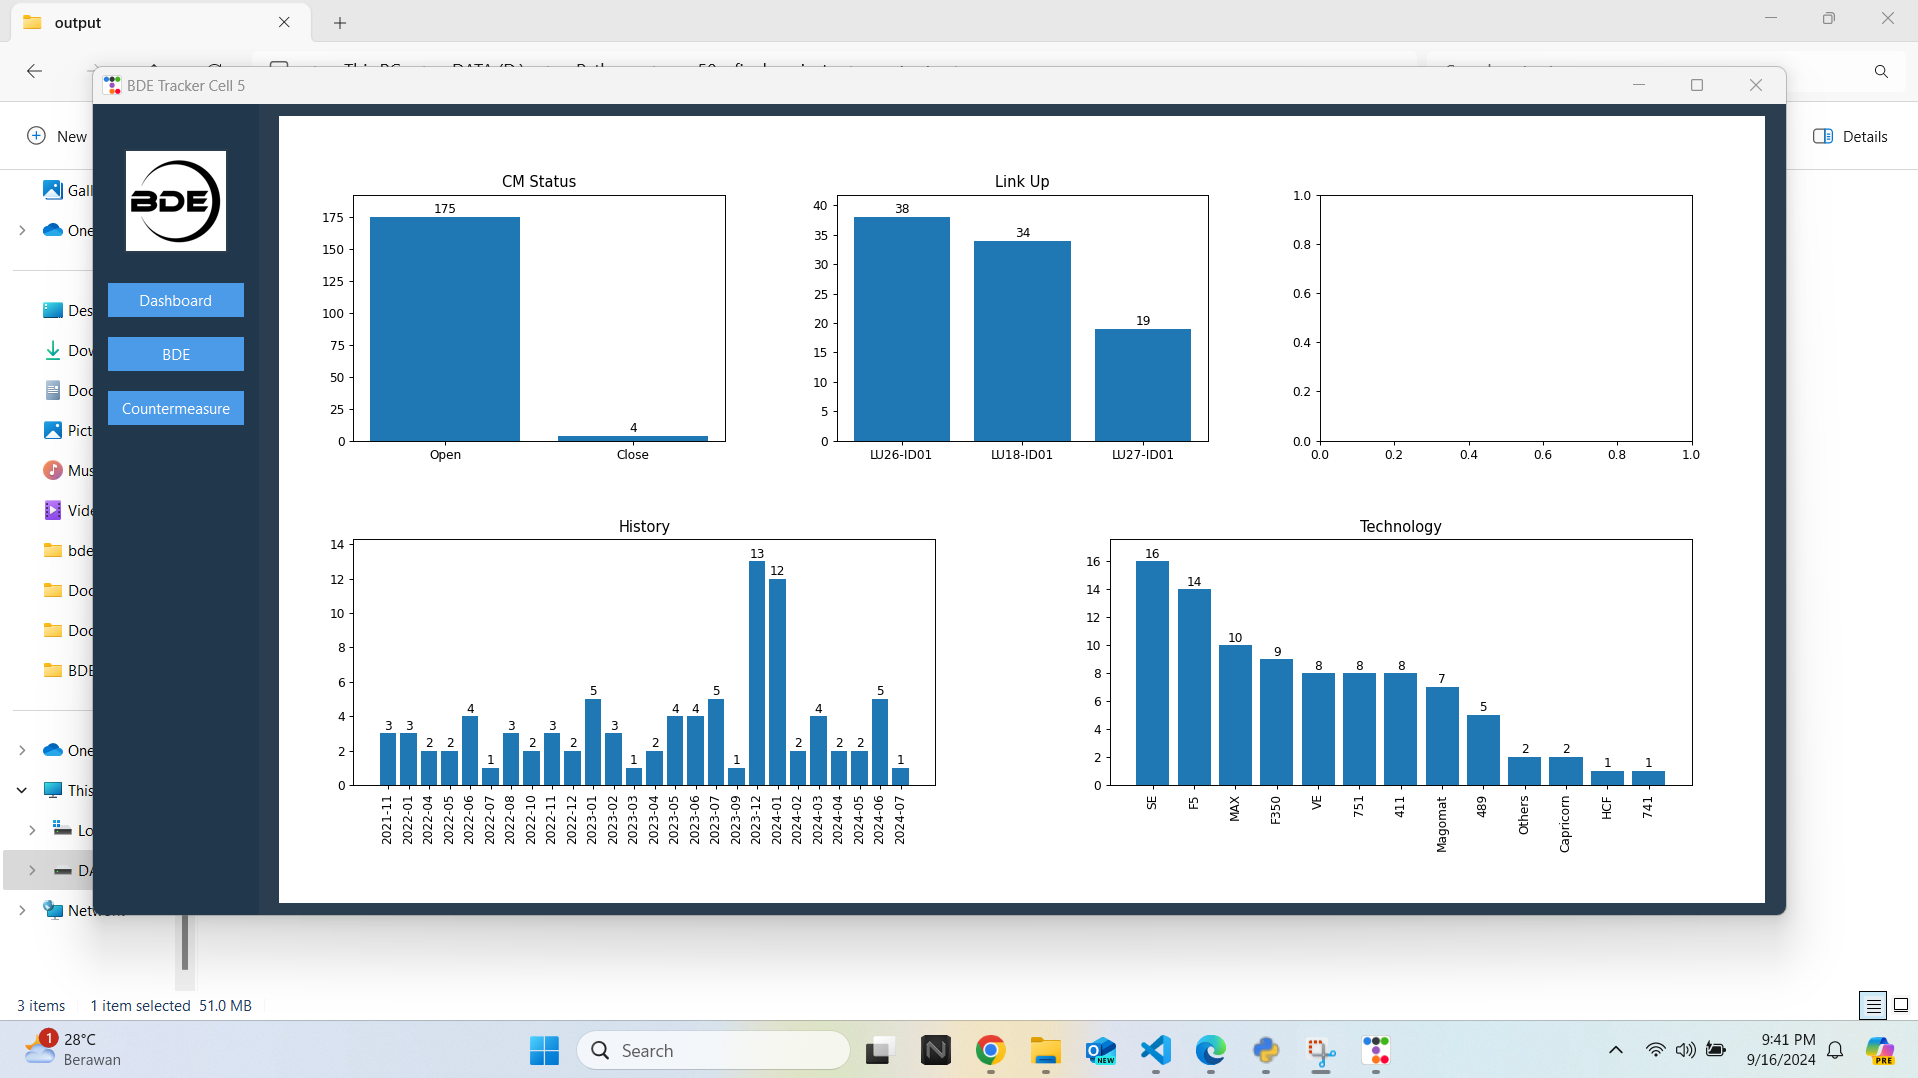 output
BDE Tracker Cell 5
New
Details
BDE
Dashboard
BDE
Countermeasure
CM Status
175
4
175
150
125
100
75
50
25
0
Open Close
Link Up
38
34
19
40
35
30
25
20
15
10
5
0
LU26-ID01 LU18-ID01 LU27-ID01
1.0
0.8
0.6
0.4
0.2
0.0
0.0 0.2 0.4 0.6 0.8 1.0
History
14
12
10
8
6
4
2
0
3 3 2 2 4 1 3 2 3 2 5 3 1 2 4 4 5 1 13 12 2 4 2 2 5 1
2021-11 2022-01 2022-04 2022-05 2022-06 2022-07 2022-08 2022-10 2022-11 2022-12 2023-01 2023-02 2023-03 2023-04 2023-05 2023-06 2023-07 2023-09 2023-12 2024-01 2024-02 2024-03 2024-04 2024-05 2024-06 2024-07
Technology
16
14
12
10
8
6
4
2
0
16 14 10 9 8 8 8 7 5 2 2 1 1
SE F5 MAX F350 VE 751 411 Magomat 489 Others Capricorn HCF 741
Gall
One
Des
Dow
Doc
Pict
Mus
Vide
bde
Doc
Doc
BDE
One
This
Lo
DA
Netw
3 items 1 item selected 51.0 MB
1
28°C
Berawan
Search
NEW
9:41 PM
9/16/2024
PRE